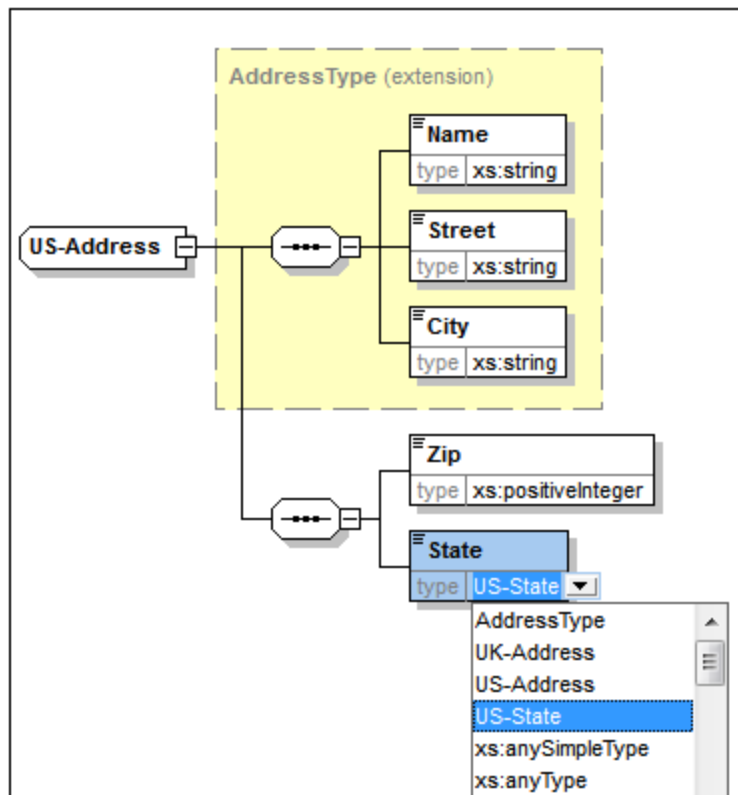 AddressType (extension)
Name
type xs:string
US-Address
Street
type xs:string
City
type xs:string
Zip
type xs:positiveInteger
State
type US-State
AddressType
UK-Address
US-Address
US-State
xs:anySimpleType
xs:anyType